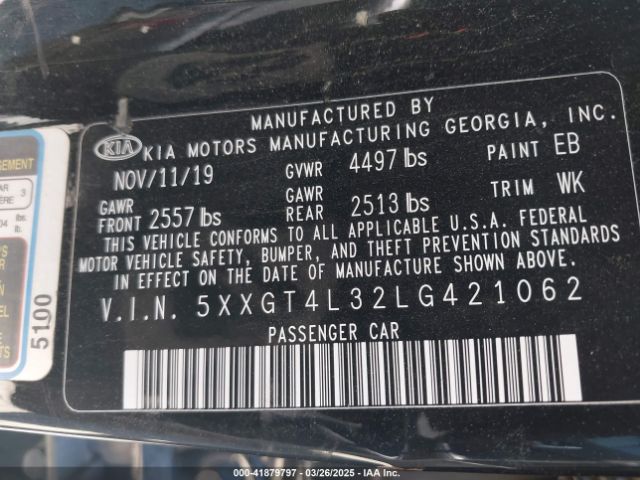 MANUFACTURED BY
KIA KIA MOTORS MANUFACTURING GEORGIA, INC.
NOV/11/19 GVWR 4497 lbs PAINT EB
GAWR FRONT 2557 lbs GAWR REAR 2513 lbs TRIM WK
THIS VEHICLE CONFORMS TO ALL APPLICABLE U.S.A. FEDERAL
MOTOR VEHICLE SAFETY, BUMPER, AND THEFT PREVENTION STANDARDS
IN EFFECT ON THE DATE OF MANUFACTURE SHOWN ABOVE.
V.I.N. 5XXGT4L32LG421062
PASSENGER CAR
5100
000-41879797 - 03/26/2025 - IAA Inc.